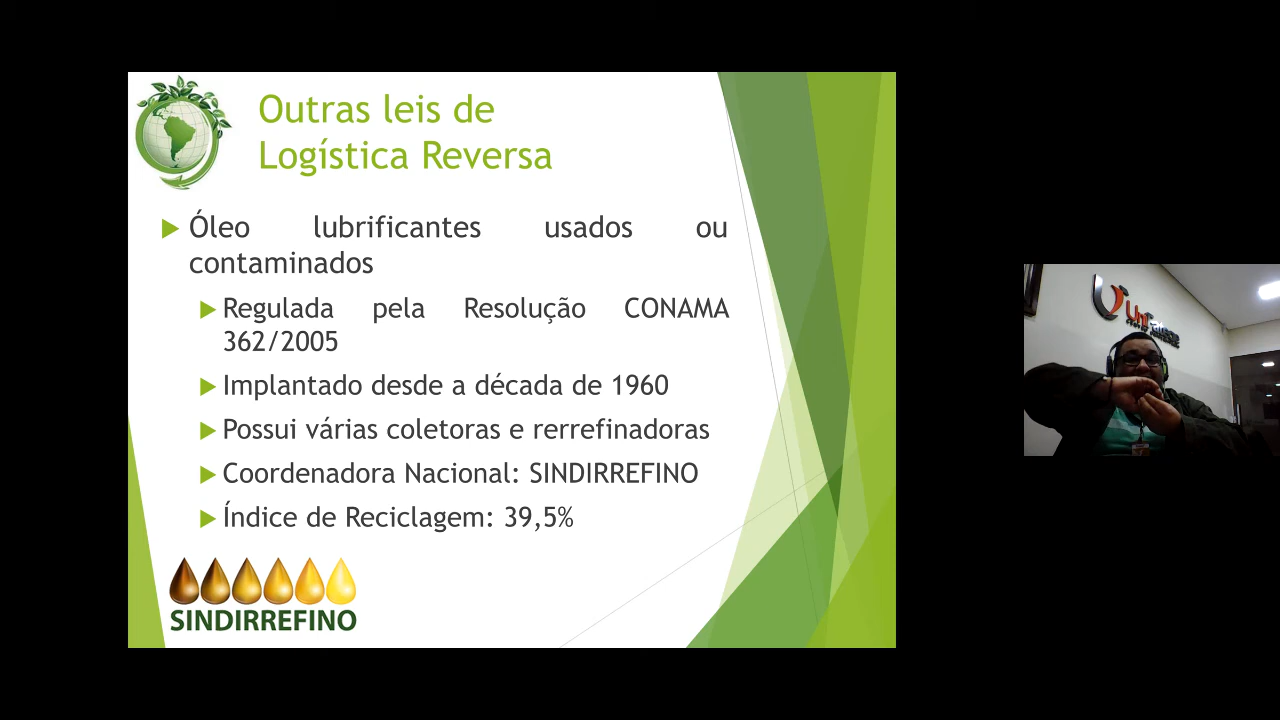 Outras leis de
Logística Reversa
Óleo lubrificantes usados ou
contaminados
Regulada pela Resolução CONAMA
362/2005
Implantado desde a década de 1960
Possui várias coletoras e rerrefinadoras
Coordenadora Nacional: SINDIRREFINO
Índice de Reciclagem: 39,5%
SINDIRREFINO